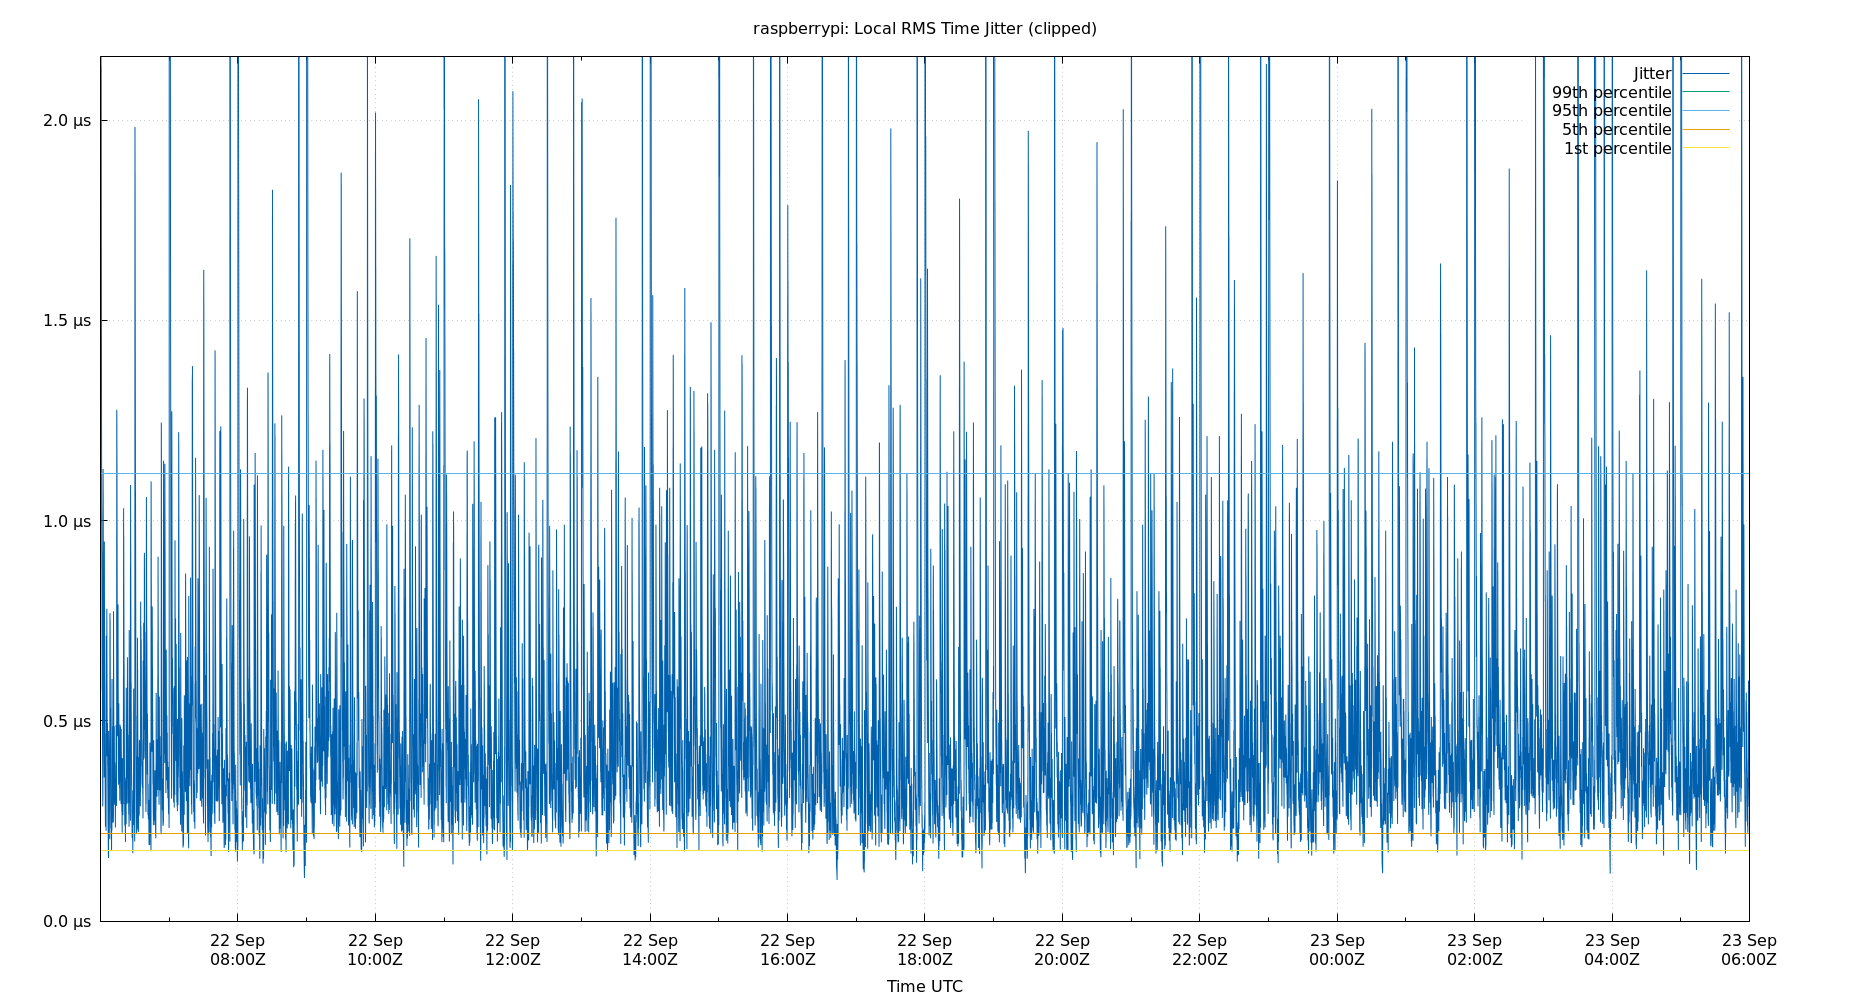 raspberrypi: Local RMS Time Jitter (clipped)
Jitter
99th percentile
95th percentile
5th percentile
1st percentile
2.0 µs
1.5 µs
1.0 µs
0.5 µs
0.0 µs
22 Sep 22 Sep 22 Sep 22 Sep 22 Sep 22 Sep 22 Sep 22 Sep 23 Sep 23 Sep 23 Sep 23 Sep
08:00Z 10:00Z 12:00Z 14:00Z 16:00Z 18:00Z 20:00Z 22:00Z 00:00Z 02:00Z 04:00Z 06:00Z
Time UTC